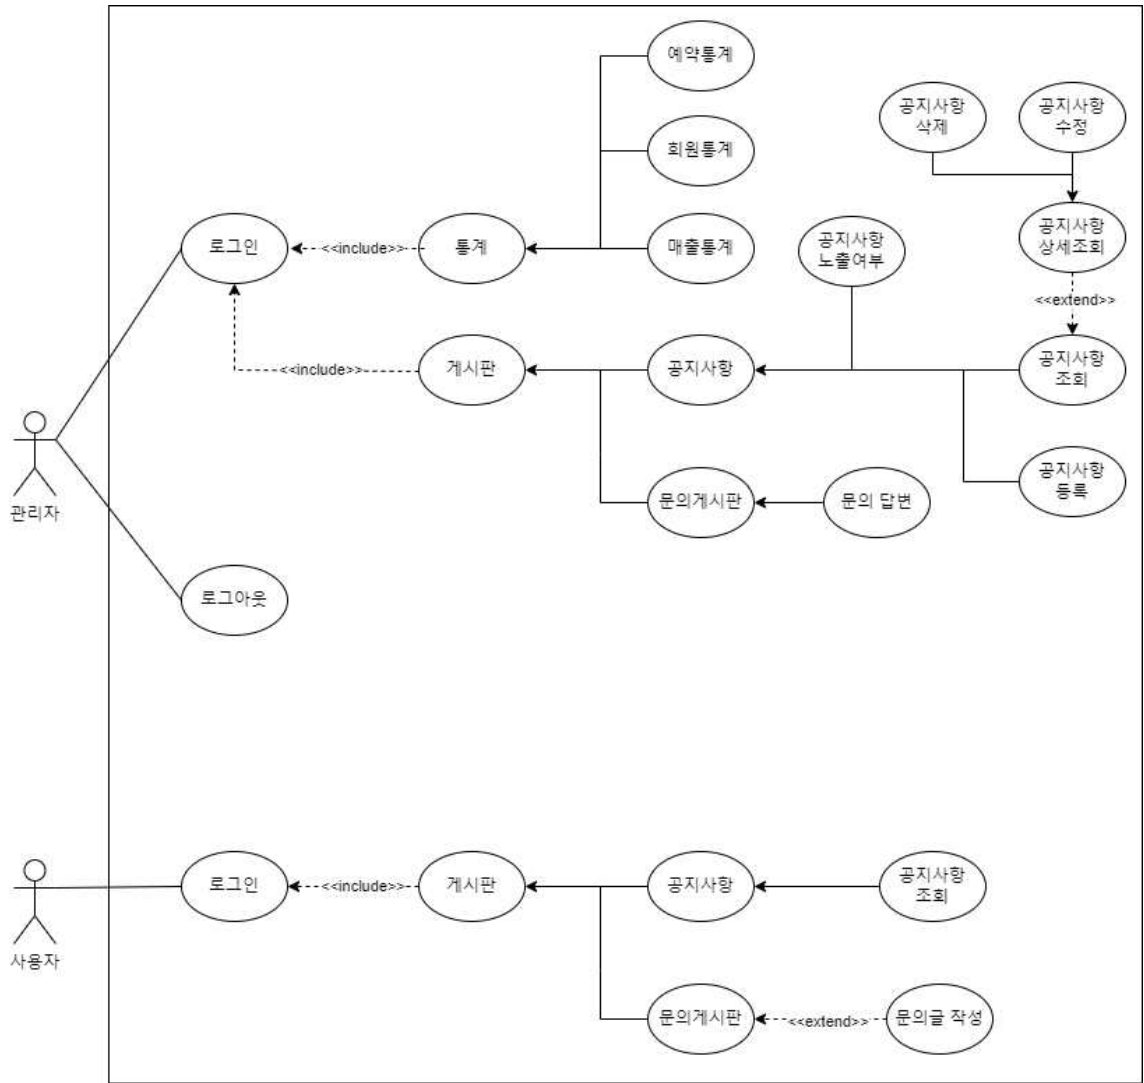 예약통계
공지사항
삭제
공지사항
수정
회원통계
로그인
<<include>>
통계
매출통계
공지사항
노출여부
공지사항
상세조회
<<extend>>
<<include>>
게시판
공지사항
공지사항
조회
관리자
문의게시판
문의 답변
공지사항
등록
로그아웃
사용자
로그인
<<include>>
게시판
공지사항
공지사항
조회
문의게시판
<<extend>>
문의글 작성